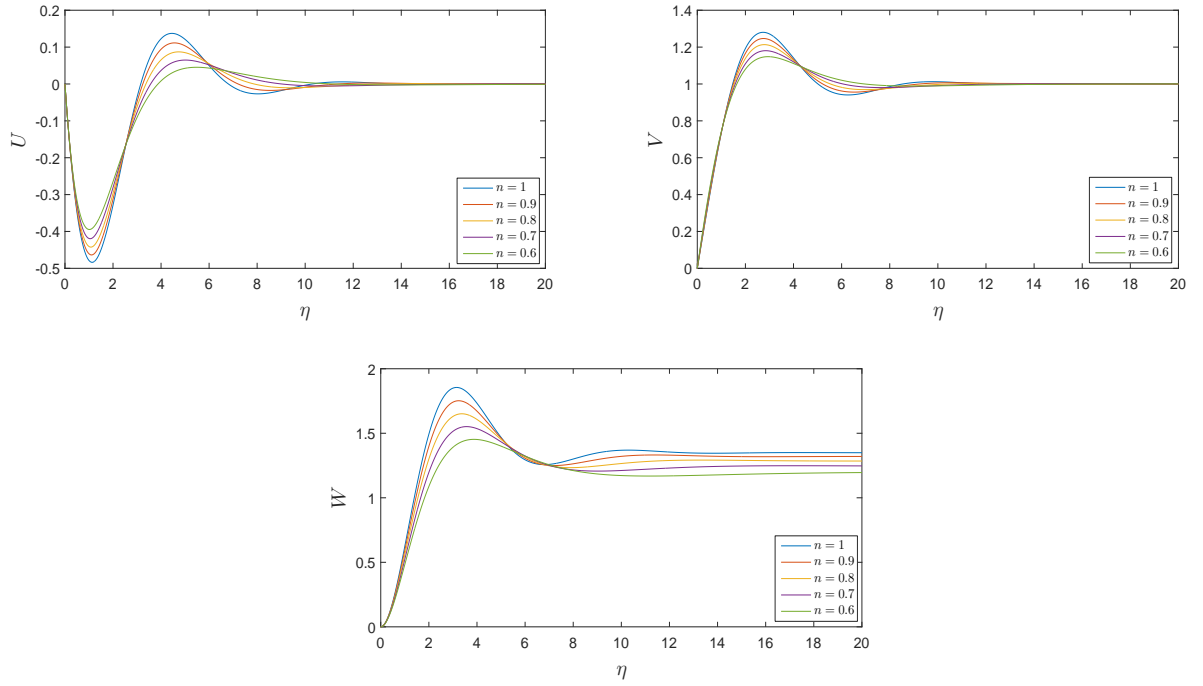 0.2
0.1
0
-0.1
-0.2
-0.3
-0.4
-0.5
U
0 2 4 6 8 10 12 14 16 18 20
η
n = 1
n = 0.9
n = 0.8
n = 0.7
n = 0.6
1.4
1.2
1
0.8
0.6
0.4
0.2
0
V
0 2 4 6 8 10 12 14 16 18 20
η
n = 1
n = 0.9
n = 0.8
n = 0.7
n = 0.6
2
1.5
1
0.5
0
W
0 2 4 6 8 10 12 14 16 18 20
η
n = 1
n = 0.9
n = 0.8
n = 0.7
n = 0.6